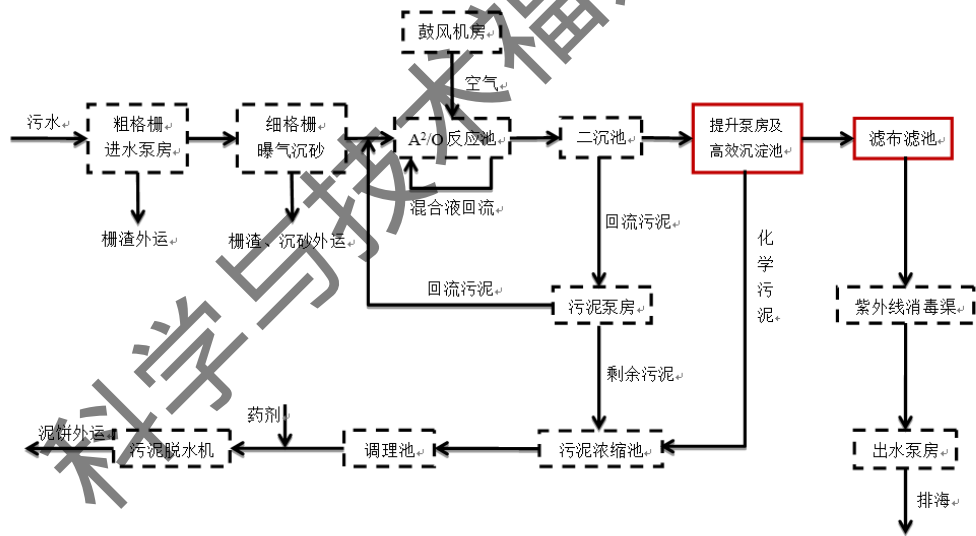 鼓风机房
空气
污水
粗格栅
进水泵房
细格栅
曝气沉砂
A²/O反应池
二沉池
提升泵房及
高效沉淀池
滤布滤池
混合液回流
栅渣外运
栅渣、沉砂外运
回流污泥
化学污泥
回流污泥
污泥泵房
紫外线消毒渠
剩余污泥
药剂
泥饼外运
污泥脱水机
调理池
污泥浓缩池
出水泵房
排海
科学与技术福